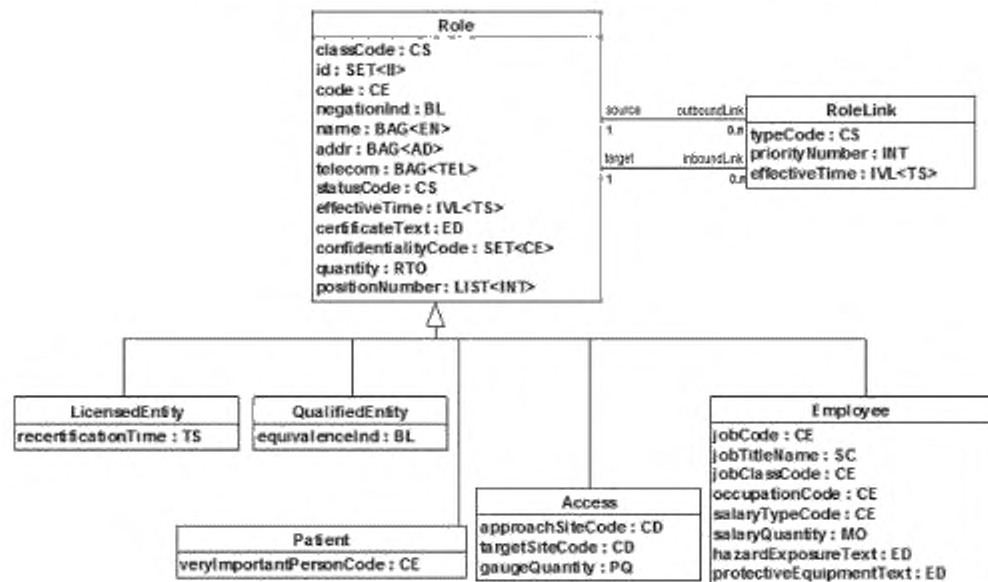 Role
classCode : CS
id : SET<II>
code : CE
negationInd : BL
name : BAG<EN>
addr : BAG<AD>
telecom : BAG<TEL>
statusCode : CS
effectiveTime : IVL<TS>
certificateText : ED
confidentialityCode : SET<CE>
quantity : RTO
positionNumber : LIST<INT>
source outboundLink
1 0..n
target inboundLink
1 0..n
RoleLink
typeCode : CS
priorityNumber : INT
effectiveTime : IVL<TS>
LicensedEntity
recertificationTime : TS
QualifiedEntity
equivalenceInd : BL
Patient
veryImportantPersonCode : CE
Access
approachSiteCode : CD
targetSiteCode : CD
gaugeQuantity : PQ
Employee
jobCode : CE
jobTitleName : SC
jobClassCode : CE
occupationCode : CE
salaryTypeCode : CE
salaryQuantity : MO
hazardExposureText : ED
protectiveEquipmentText : ED